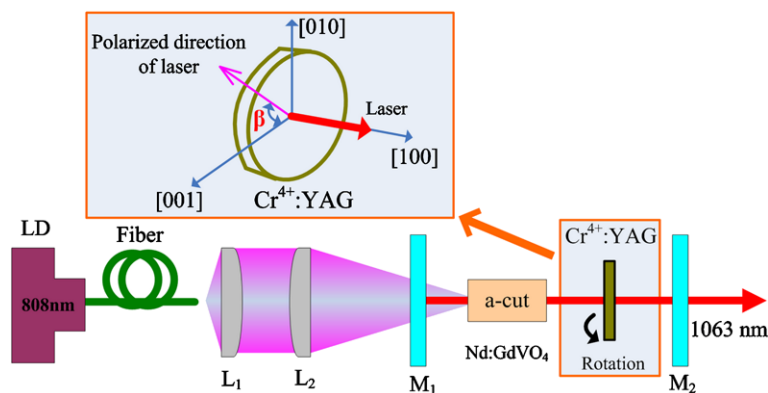 [010]
Polarized direction
of laser
Laser
β
[100]
[001]
Cr⁴⁺:YAG
LD
Fiber
Cr⁴⁺:YAG
808nm
a-cut
1063 nm
Nd:GdVO₄
Rotation
L₁
L₂
M₁
M₂